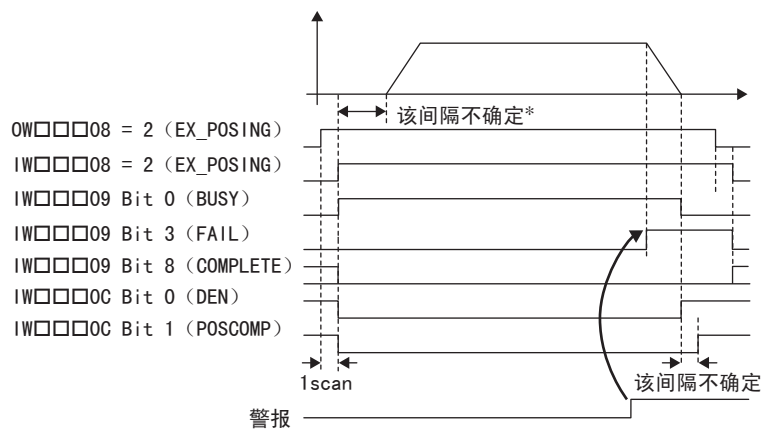 该间隔不确定*
OW□□□08 = 2（EX_POSING）
IW□□□08 = 2（EX_POSING）
IW□□□09 Bit 0（BUSY）
IW□□□09 Bit 3（FAIL）
IW□□□09 Bit 8（COMPLETE）
IW□□□0C Bit 0（DEN）
IW□□□0C Bit 1（POSCOMP）
1scan
该间隔不确定
警报